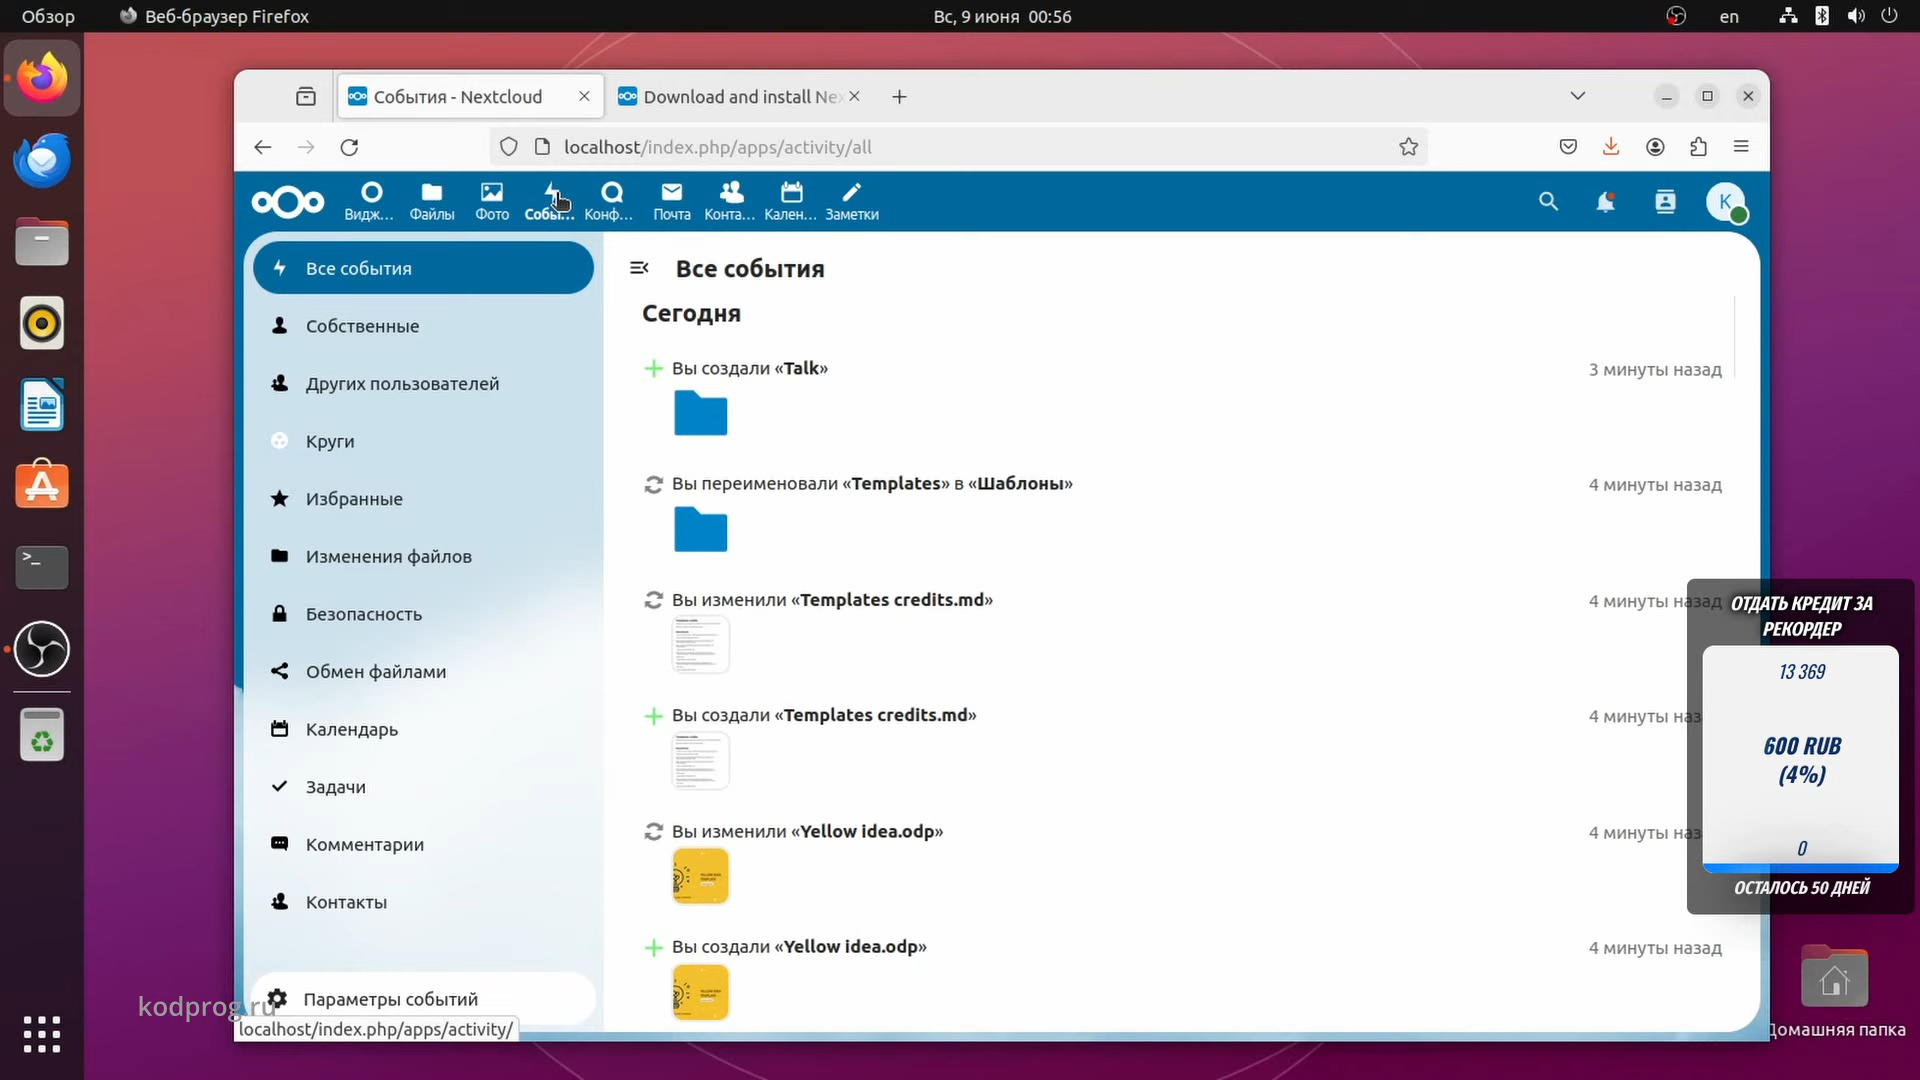 Обзор
Веб-браузер Firefox
Вс, 9 июня 00:56
en
События - Nextcloud
Download and install Nex
localhost/index.php/apps/activity/all
Видж...
Файлы
Фото
Собы...
Конф...
Почта
Конта...
Кален...
Заметки
K
Все события
Собственные
Других пользователей
Круги
Избранные
Изменения файлов
Безопасность
Обмен файлами
Календарь
Задачи
Комментарии
Контакты
Параметры событий
localhost/index.php/apps/activity/
kodprog.ru
Все события
Сегодня
Вы создали «Talk»
3 минуты назад
Вы переименовали «Templates» в «Шаблоны»
4 минуты назад
Вы изменили «Templates credits.md»
4 минуты назад
Вы создали «Templates credits.md»
4 минуты наз
Вы изменили «Yellow idea.odp»
4 минуты наз
Вы создали «Yellow idea.odp»
4 минуты назад
ОТДАТЬ КРЕДИТ ЗА
РЕКОРДЕР
13 369
600 RUB
(4%)
0
ОСТАЛОСЬ 50 ДНЕЙ
Домашняя папка